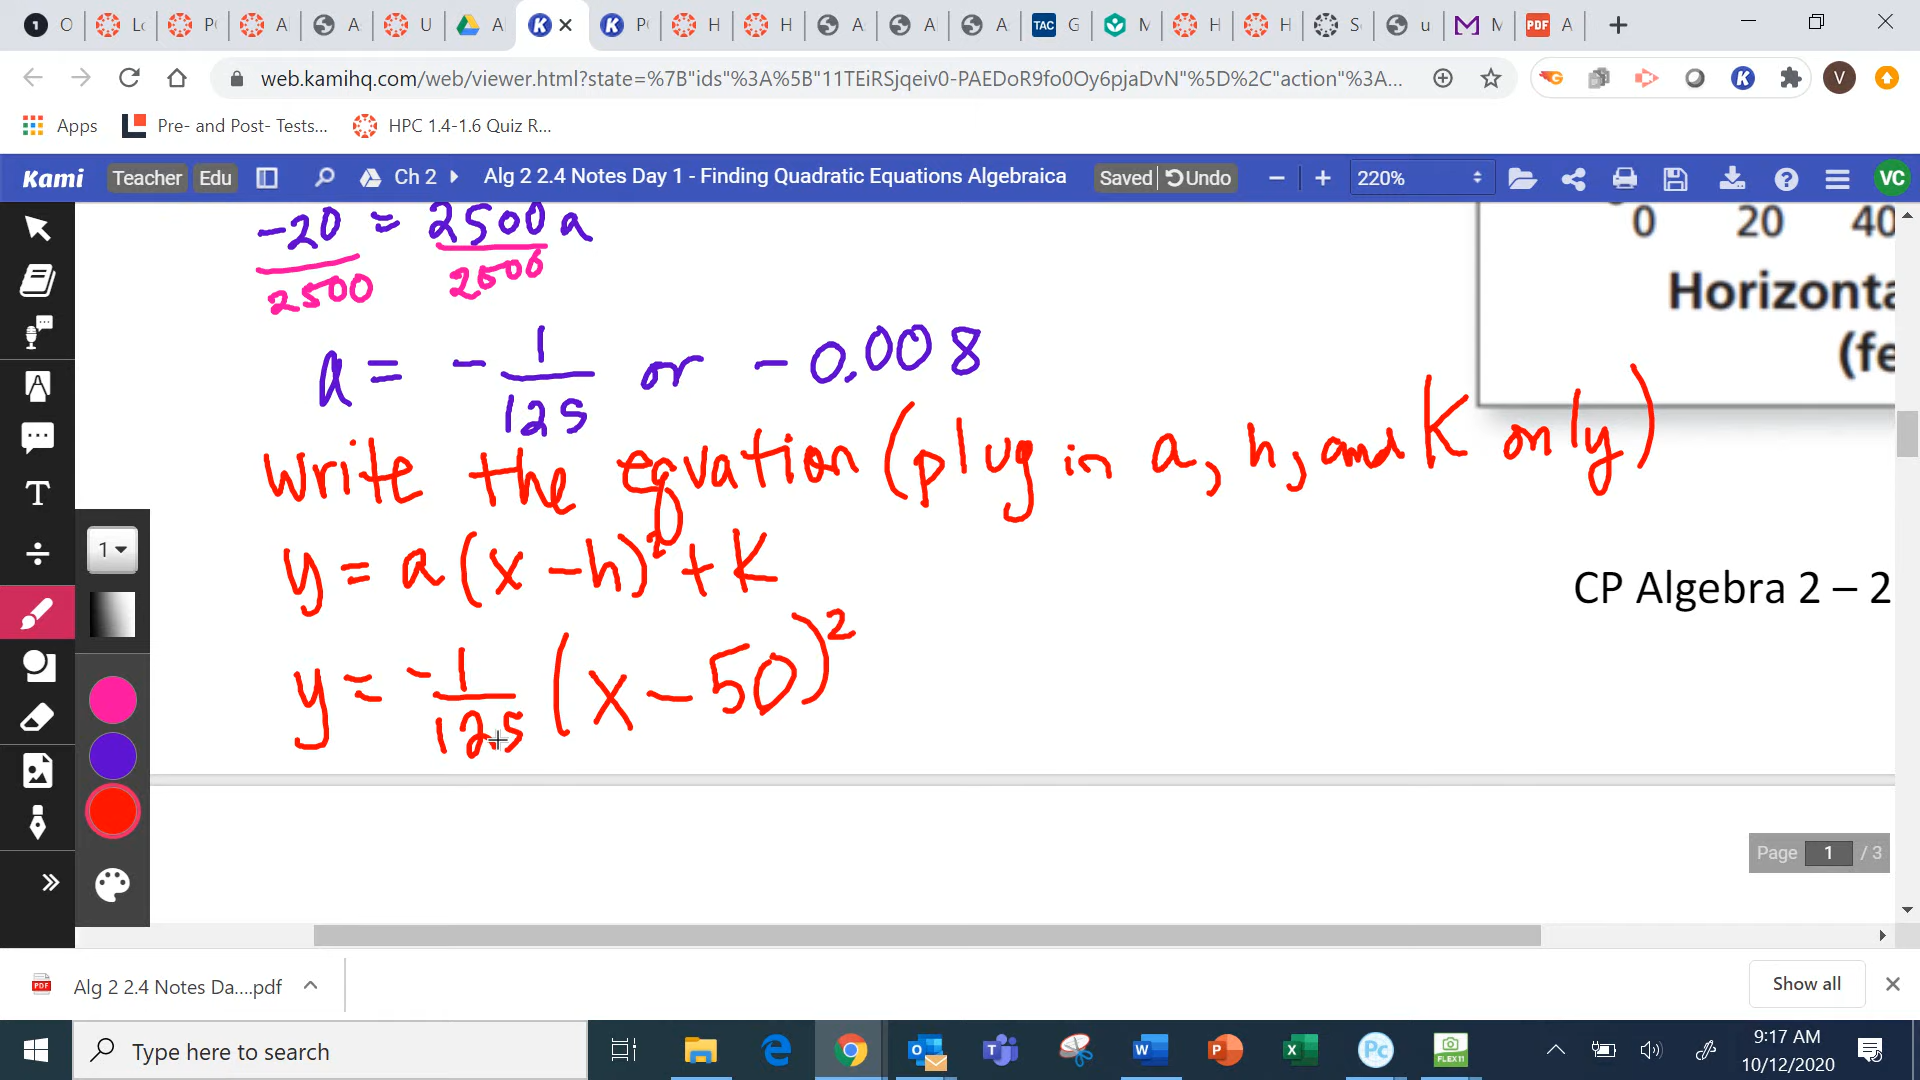 O
Lo
P(
Al
A
U
A
P(
H
H
A
A
A
G
M
H
H
S
u
M
PDF
A
web.kamihq.com/web/viewer.html?state=%7B"ids"%3A%5B"11TEiRSjqeiv0-PAEDoR9fo0Oy6pjaDvN"%5D%2C"action"%3A...
V
Apps
Pre- and Post- Tests...
HPC 1.4-1.6 Quiz R...
Kami
Teacher
Edu
Ch 2
Alg 2 2.4 Notes Day 1 - Finding Quadratic Equations Algebraica
Saved
Undo
220%
VC
-20 = 2500 a
2500 2500
0 20 40
Horizonta
(fe
a = - 1/125 or - 0.008
Write the equation (plug in a, h, and K only)
y = a (x - h)² + K
CP Algebra 2 – 2
y = -1/125 (x - 50)²
1
Page 1 / 3
Alg 2 2.4 Notes Da....pdf
Show all
Type here to search
9:17 AM
10/12/2020